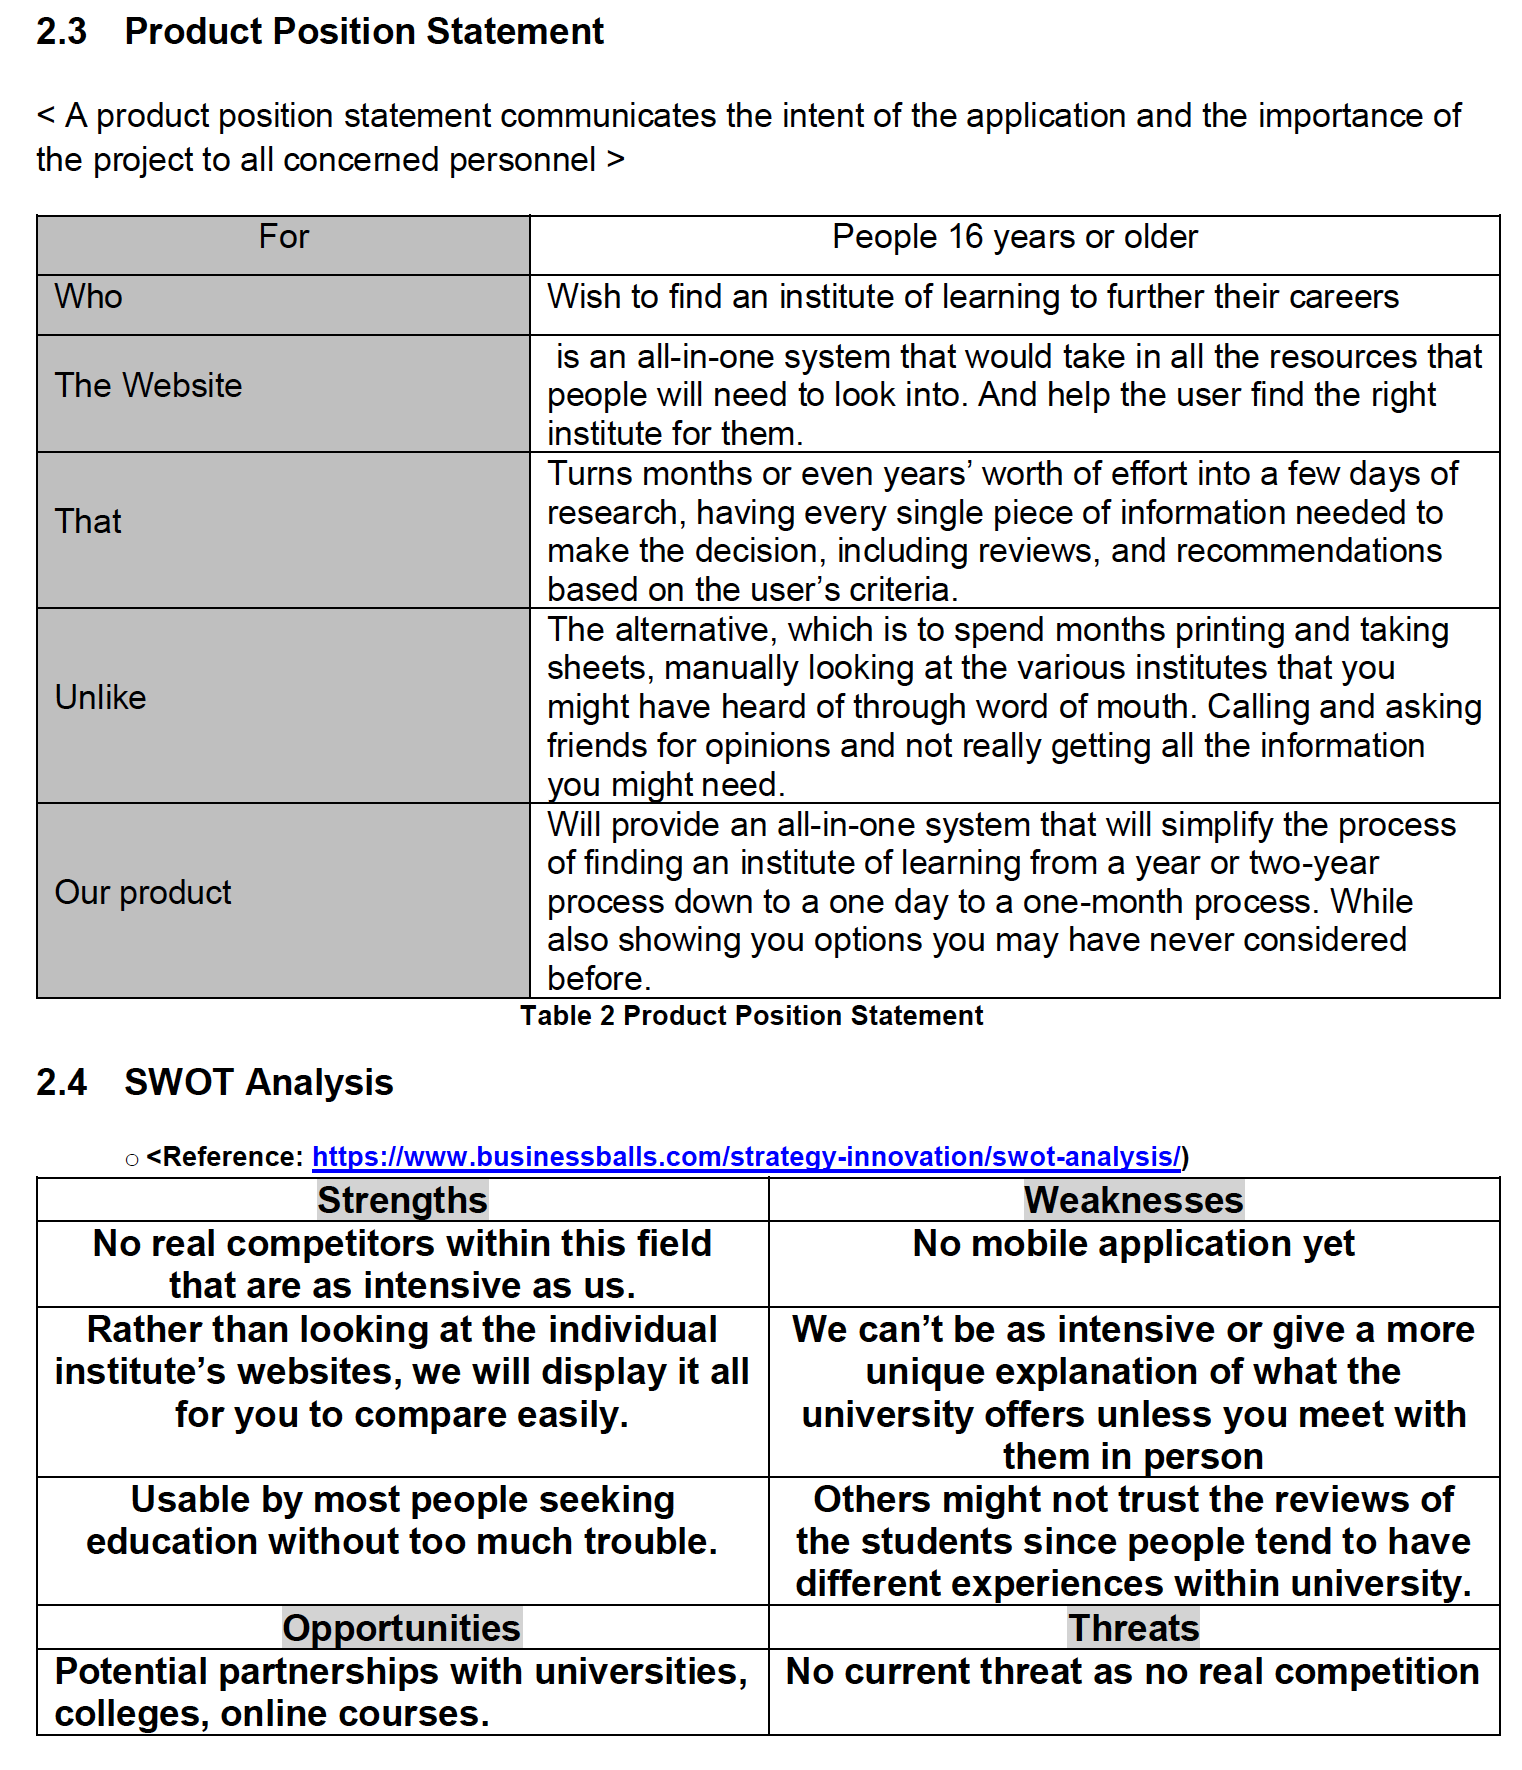 2.3 Product Position Statement
< A product position statement communicates the intent of the application and the importance of
the project to all concerned personnel >
For
People 16 years or older
Who
Wish to find an institute of learning to further their careers
The Website
is an all-in-one system that would take in all the resources that
people will need to look into. And help the user find the right
institute for them.
That
Turns months or even years’ worth of effort into a few days of
research, having every single piece of information needed to
make the decision, including reviews, and recommendations
based on the user’s criteria.
Unlike
The alternative, which is to spend months printing and taking
sheets, manually looking at the various institutes that you
might have heard of through word of mouth. Calling and asking
friends for opinions and not really getting all the information
you might need.
Our product
Will provide an all-in-one system that will simplify the process
of finding an institute of learning from a year or two-year
process down to a one day to a one-month process. While
also showing you options you may have never considered
before.
Table 2 Product Position Statement
2.4 SWOT Analysis
○ <Reference: https://www.businessballs.com/strategy-innovation/swot-analysis/)
Strengths
Weaknesses
No real competitors within this field
that are as intensive as us.
No mobile application yet
Rather than looking at the individual
institute’s websites, we will display it all
for you to compare easily.
We can’t be as intensive or give a more
unique explanation of what the
university offers unless you meet with
them in person
Usable by most people seeking
education without too much trouble.
Others might not trust the reviews of
the students since people tend to have
different experiences within university.
Opportunities
Threats
Potential partnerships with universities,
colleges, online courses.
No current threat as no real competition